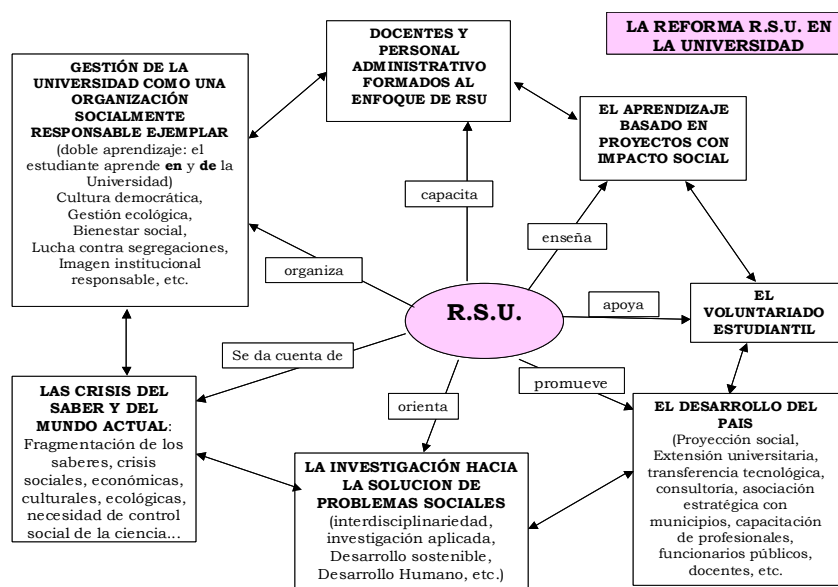 LA REFORMA R.S.U. EN
LA UNIVERSIDAD
DOCENTES Y
PERSONAL
ADMINISTRATIVO
FORMADOS AL
ENFOQUE DE RSU
GESTIÓN DE LA
UNIVERSIDAD COMO UNA
ORGANIZACIÓN
SOCIALMENTE
RESPONSABLE EJEMPLAR
(doble aprendizaje: el
estudiante aprende en y de la
Universidad)
Cultura democrática,
Gestión ecológica,
Bienestar social,
Lucha contra segregaciones,
Imagen institucional
responsable, etc.
EL APRENDIZAJE
BASADO EN
PROYECTOS CON
IMPACTO SOCIAL
capacita
enseña
organiza
R.S.U.
apoya
EL
VOLUNTARIADO
ESTUDIANTIL
Se da cuenta de
promueve
orienta
LAS CRISIS DEL
SABER Y DEL
MUNDO ACTUAL:
Fragmentación de los
saberes, crisis
sociales, económicas,
culturales, ecológicas,
necesidad de control
social de la ciencia...
LA INVESTIGACIÓN HACIA
LA SOLUCION DE
PROBLEMAS SOCIALES
(interdisciplinariedad,
investigación aplicada,
Desarrollo sostenible,
Desarrollo Humano, etc.)
EL DESARROLLO DEL
PAIS
(Proyección social,
Extensión universitaria,
transferencia tecnológica,
consultoría, asociación
estratégica con
municipios, capacitación
de profesionales,
funcionarios públicos,
docentes, etc.